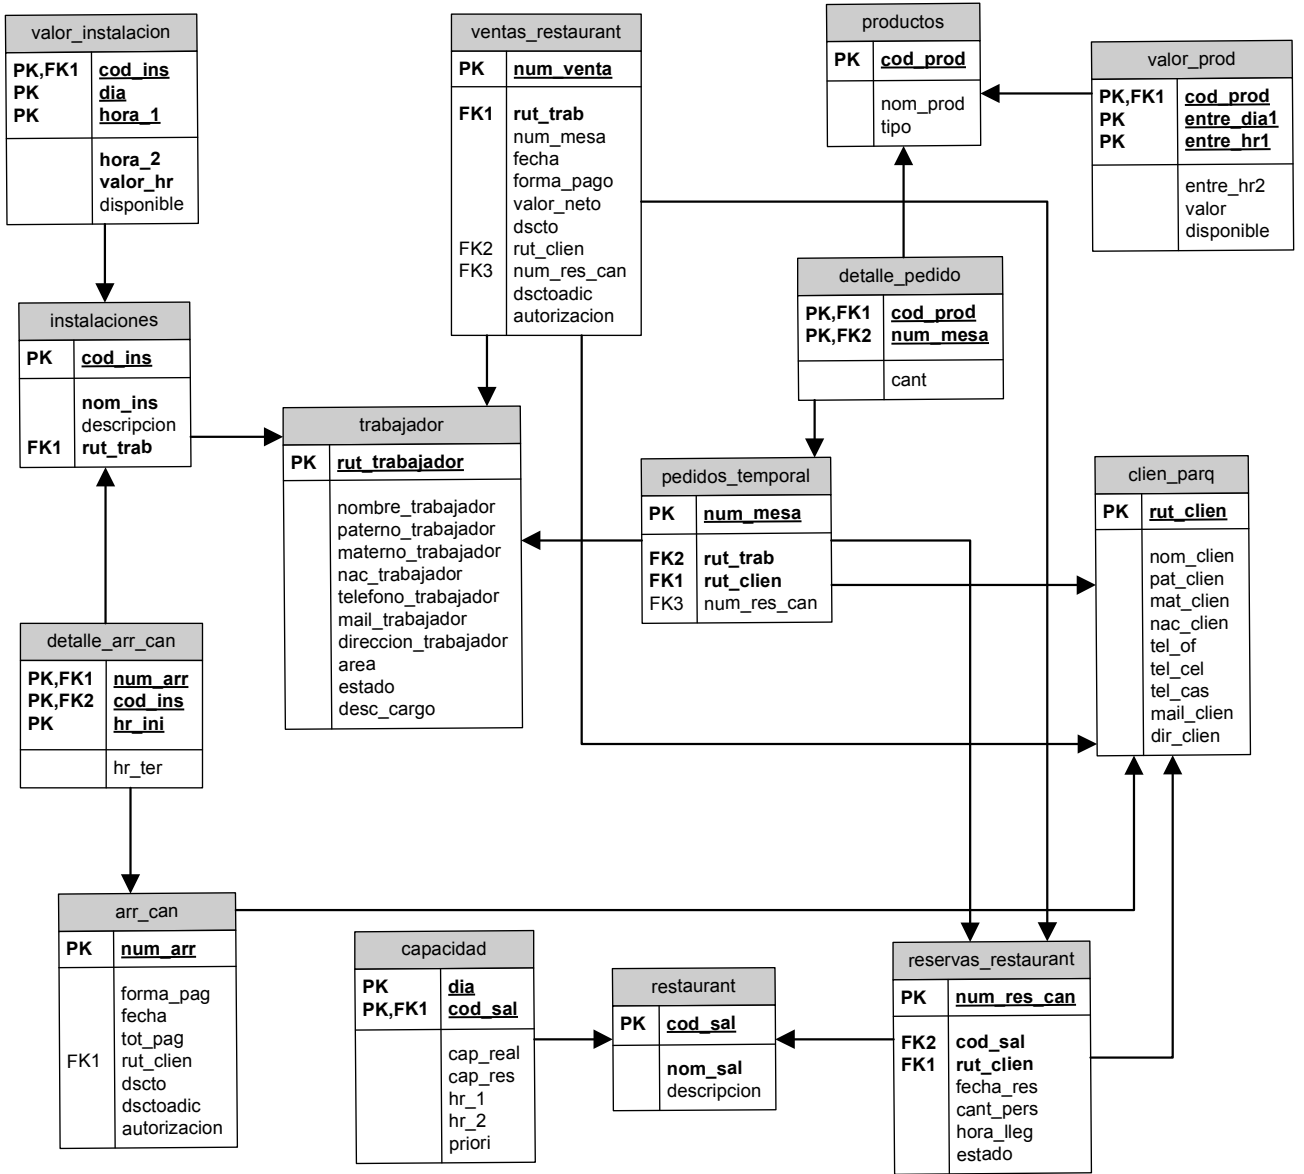 valor_instalacion
PK,FK1 cod_ins
PK dia
PK hora_1
hora_2
valor_hr
disponible
ventas_restaurant
PK num_venta
FK1 rut_trab
num_mesa
fecha
forma_pago
valor_neto
dscto
FK2 rut_clien
FK3 num_res_can
dsctoadic
autorizacion
productos
PK cod_prod
nom_prod
tipo
valor_prod
PK,FK1 cod_prod
PK entre_dia1
PK entre_hr1
entre_hr2
valor
disponible
detalle_pedido
PK,FK1 cod_prod
PK,FK2 num_mesa
cant
instalaciones
PK cod_ins
nom_ins
descripcion
FK1 rut_trab
trabajador
PK rut_trabajador
nombre_trabajador
paterno_trabajador
materno_trabajador
nac_trabajador
telefono_trabajador
mail_trabajador
direccion_trabajador
area
estado
desc_cargo
pedidos_temporal
PK num_mesa
FK2 rut_trab
FK1 rut_clien
FK3 num_res_can
clien_parq
PK rut_clien
nom_clien
pat_clien
mat_clien
nac_clien
tel_of
tel_cel
tel_cas
mail_clien
dir_clien
detalle_arr_can
PK,FK1 num_arr
PK,FK2 cod_ins
PK hr_ini
hr_ter
arr_can
PK num_arr
forma_pag
fecha
tot_pag
FK1 rut_clien
dscto
dsctoadic
autorizacion
capacidad
PK dia
PK,FK1 cod_sal
cap_real
cap_res
hr_1
hr_2
priori
restaurant
PK cod_sal
nom_sal
descripcion
reservas_restaurant
PK num_res_can
FK2 cod_sal
FK1 rut_clien
fecha_res
cant_pers
hora_lleg
estado